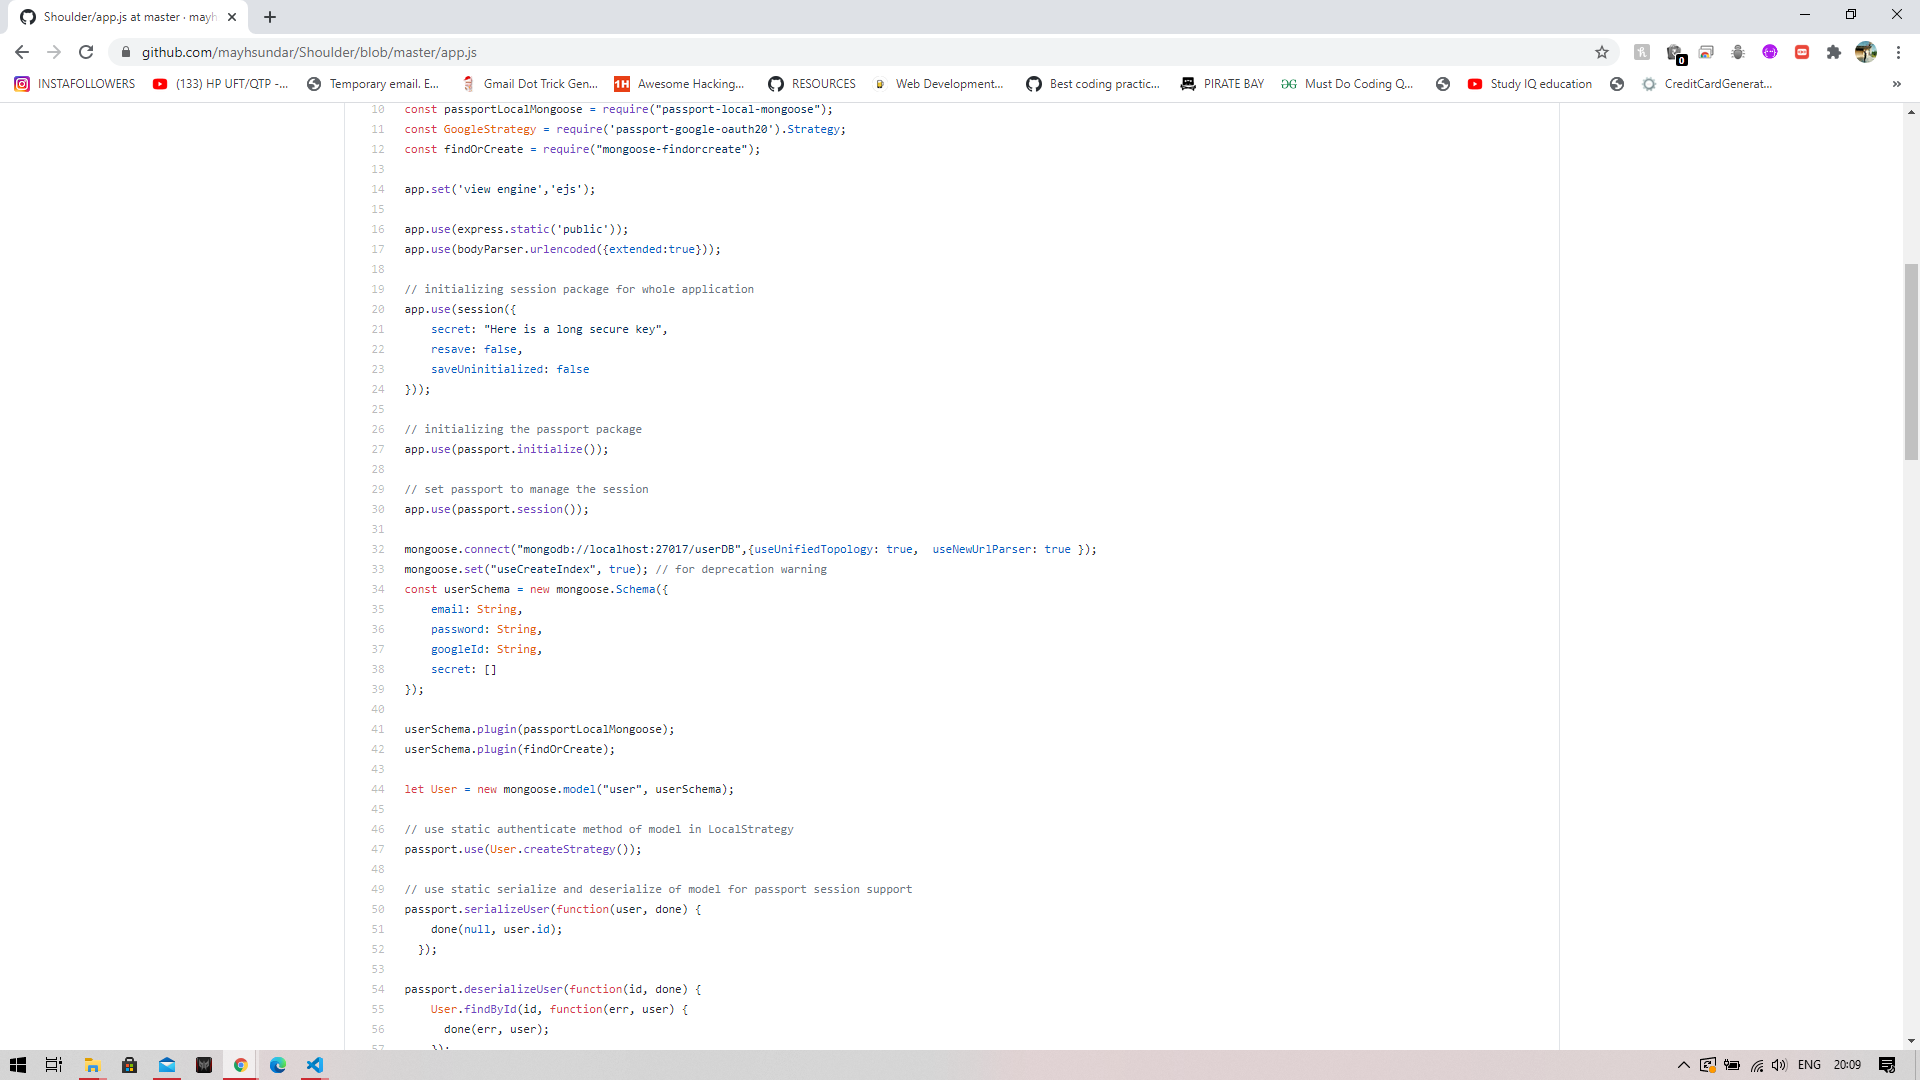 Shoulder/app.js at master · mayh
github.com/mayhsundar/Shoulder/blob/master/app.js
0
INSTAFOLLOWERS (133) HP UFT/QTP -... Temporary email. E... Gmail Dot Trick Gen... 1H Awesome Hacking... RESOURCES Web Development... Best coding practic... PIRATE BAY Must Do Coding Q... Study IQ education CreditCardGenerat... »
10 const passportLocalMongoose = require("passport-local-mongoose");
11 const GoogleStrategy = require('passport-google-oauth20').Strategy;
12 const findOrCreate = require("mongoose-findorcreate");
13
14 app.set('view engine','ejs');
15
16 app.use(express.static('public'));
17 app.use(bodyParser.urlencoded({extended:true}));
18
19 // initializing session package for whole application
20 app.use(session({
21 secret: "Here is a long secure key",
22 resave: false,
23 saveUninitialized: false
24 }));
25
26 // initializing the passport package
27 app.use(passport.initialize());
28
29 // set passport to manage the session
30 app.use(passport.session());
31
32 mongoose.connect("mongodb://localhost:27017/userDB",{useUnifiedTopology: true,  useNewUrlParser: true });
33 mongoose.set("useCreateIndex", true); // for deprecation warning
34 const userSchema = new mongoose.Schema({
35 email: String,
36 password: String,
37 googleId: String,
38 secret: []
39 });
40
41 userSchema.plugin(passportLocalMongoose);
42 userSchema.plugin(findOrCreate);
43
44 let User = new mongoose.model("user", userSchema);
45
46 // use static authenticate method of model in LocalStrategy
47 passport.use(User.createStrategy());
48
49 // use static serialize and deserialize of model for passport session support
50 passport.serializeUser(function(user, done) {
51 done(null, user.id);
52 });
53
54 passport.deserializeUser(function(id, done) {
55 User.findById(id, function(err, user) {
56 done(err, user);
57 });
ENG 20:09